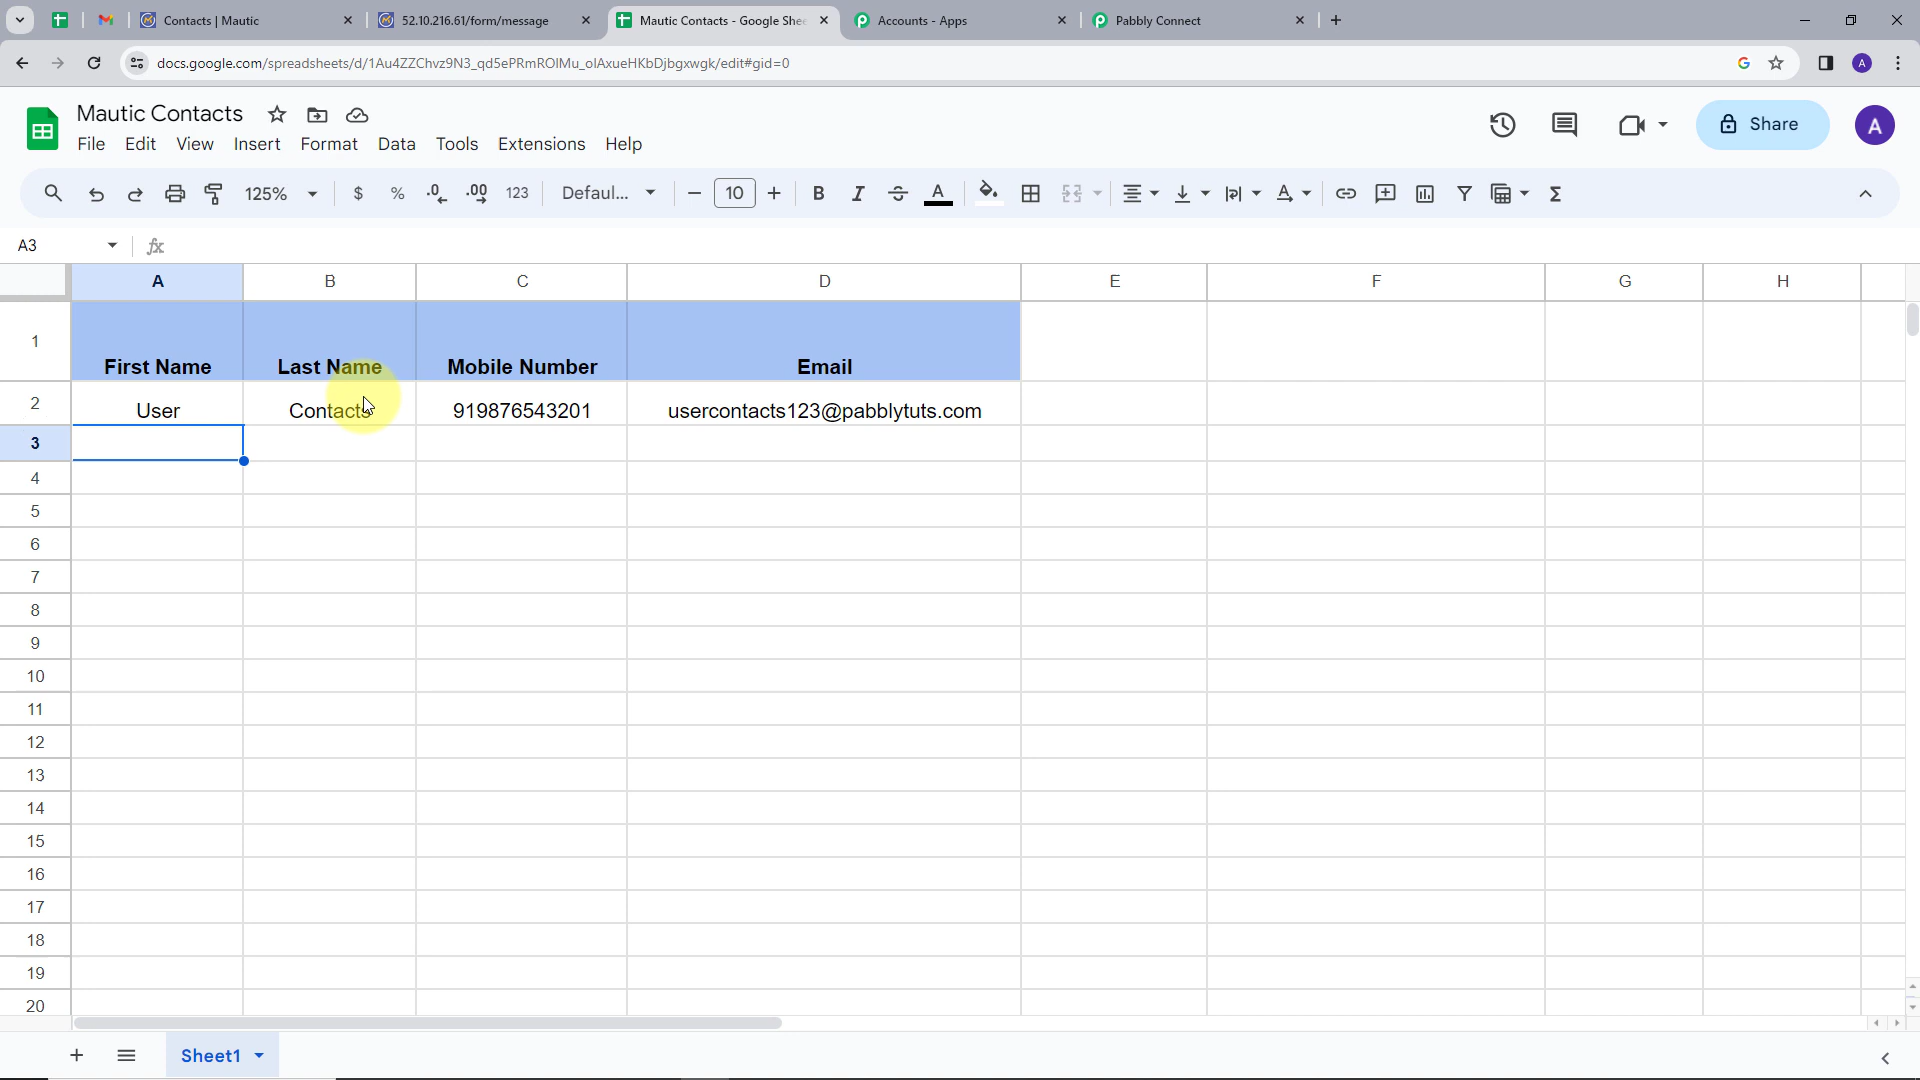 Contacts | Mautic
52.10.216.61/form/message
Mautic Contacts - Google She
Accounts - Apps
Pabbly Connect
docs.google.com/spreadsheets/d/1Au4ZZChvz9N3_qd5ePRmROIMu_oIAxueHKbDjbgxwgk/edit#gid=0
A
Mautic Contacts
File Edit View Insert Format Data Tools Extensions Help
Share
A
125% $ % .0 .00 123 Defaul... 10 B I S A
A3 fx
A B C D E F G H
1 First Name Last Name Mobile Number Email
2 User Contacts 919876543201 usercontacts123@pabblytuts.com
3
4
5
6
7
8
9
10
11
12
13
14
15
16
17
18
19
20
Sheet1